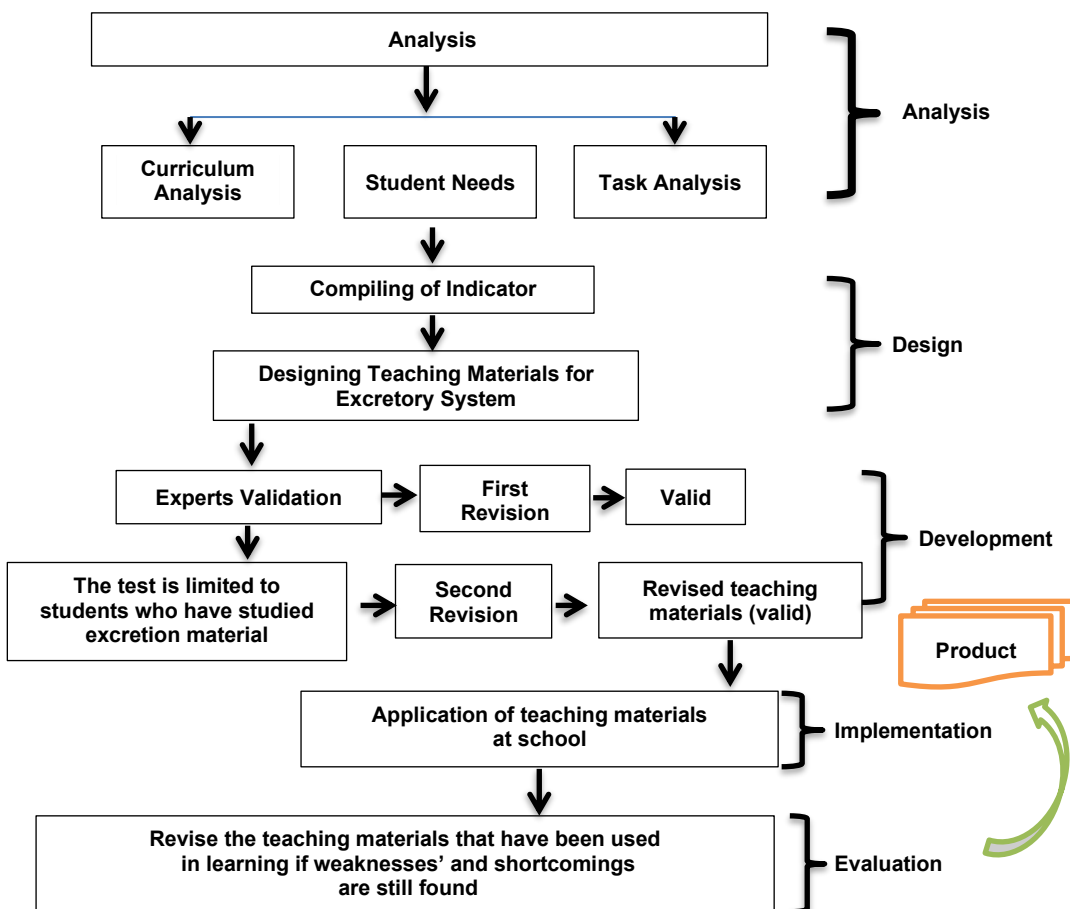 Analysis
Analysis
Curriculum
Analysis
Student Needs
Task Analysis
Compiling of Indicator
Design
Designing Teaching Materials for
Excretory System
Experts Validation
First
Revision
Valid
Development
The test is limited to
students who have studied
excretion material
Second
Revision
Revised teaching
materials (valid)
Product
Application of teaching materials
at school
Implementation
Revise the teaching materials that have been used
in learning if weaknesses’ and shortcomings
are still found
Evaluation